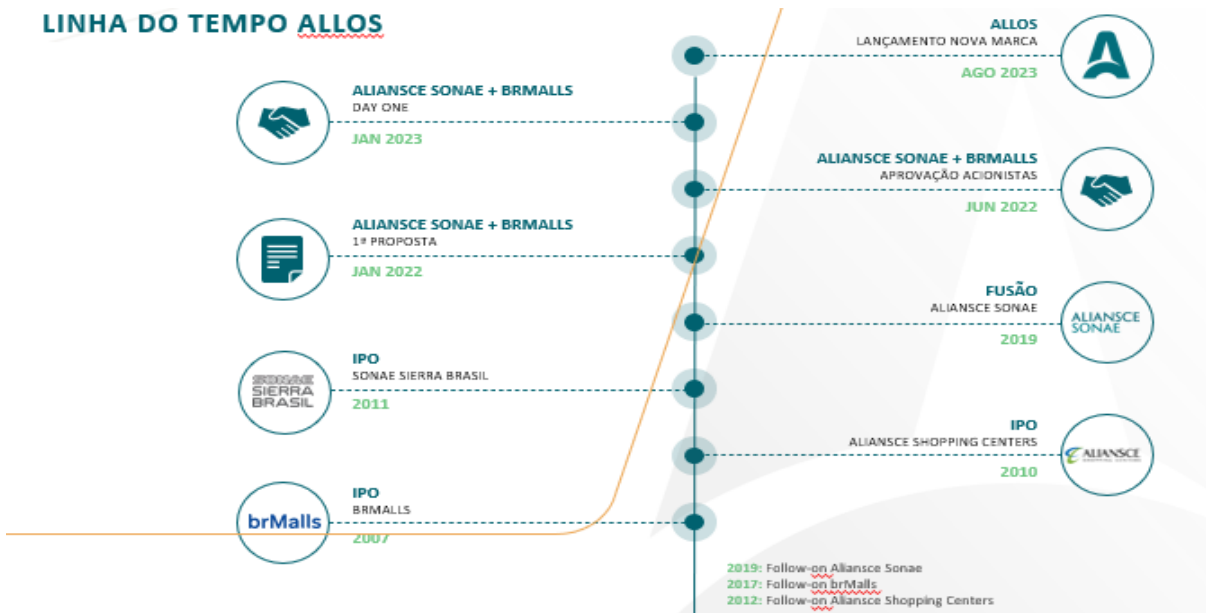 LINHA DO TEMPO ALLOS
ALLOS
LANÇAMENTO NOVA MARCA
AGO 2023
ALIANSCE SONAE + BRMALLS
DAY ONE
JAN 2023
ALIANSCE SONAE + BRMALLS
APROVAÇÃO ACIONISTAS
JUN 2022
ALIANSCE SONAE + BRMALLS
1ª PROPOSTA
JAN 2022
FUSÃO
ALIANSCE SONAE
2019
ALIANSCE
SONAE
IPO
SONAE SIERRA BRASIL
2011
SONAE
SIERRA
BRASIL
IPO
ALIANSCE SHOPPING CENTERS
2010
ALIANSCE
SHOPPING CENTERS
IPO
BRMALLS
2007
brMalls
2019: Follow-on Aliansce Sonae
2017: Follow-on brMalls
2012: Follow-on Aliansce Shopping Centers